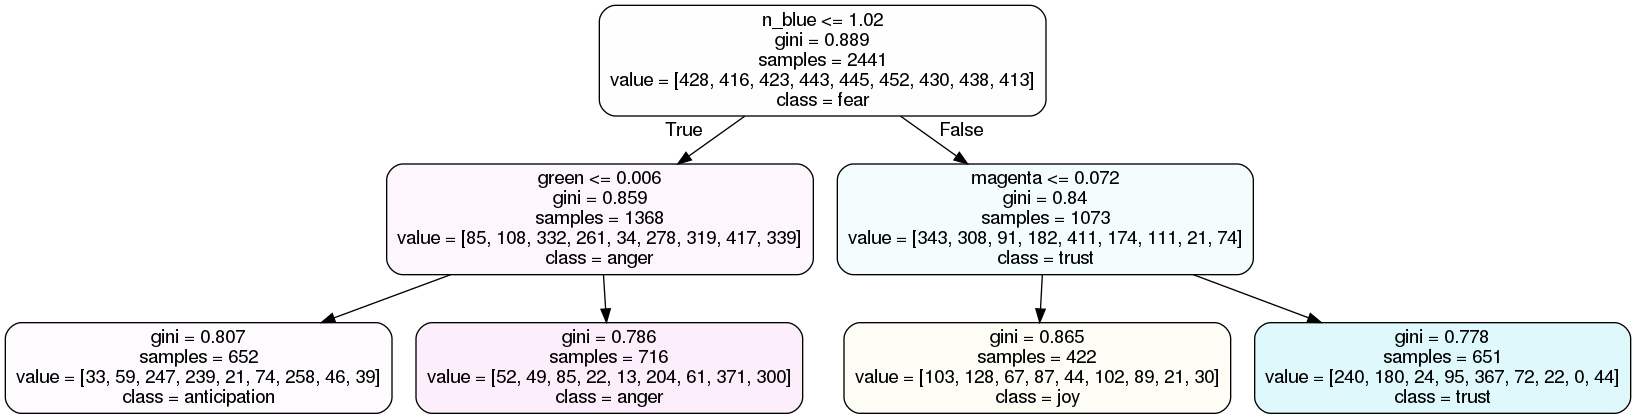 n_blue <= 1.02
gini = 0.889
samples = 2441
value = [428, 416, 423, 443, 445, 452, 430, 438, 413]
class = fear
True
False
green <= 0.006
gini = 0.859
samples = 1368
value = [85, 108, 332, 261, 34, 278, 319, 417, 339]
class = anger
magenta <= 0.072
gini = 0.84
samples = 1073
value = [343, 308, 91, 182, 411, 174, 111, 21, 74]
class = trust
gini = 0.807
samples = 652
value = [33, 59, 247, 239, 21, 74, 258, 46, 39]
class = anticipation
gini = 0.786
samples = 716
value = [52, 49, 85, 22, 13, 204, 61, 371, 300]
class = anger
gini = 0.865
samples = 422
value = [103, 128, 67, 87, 44, 102, 89, 21, 30]
class = joy
gini = 0.778
samples = 651
value = [240, 180, 24, 95, 367, 72, 22, 0, 44]
class = trust